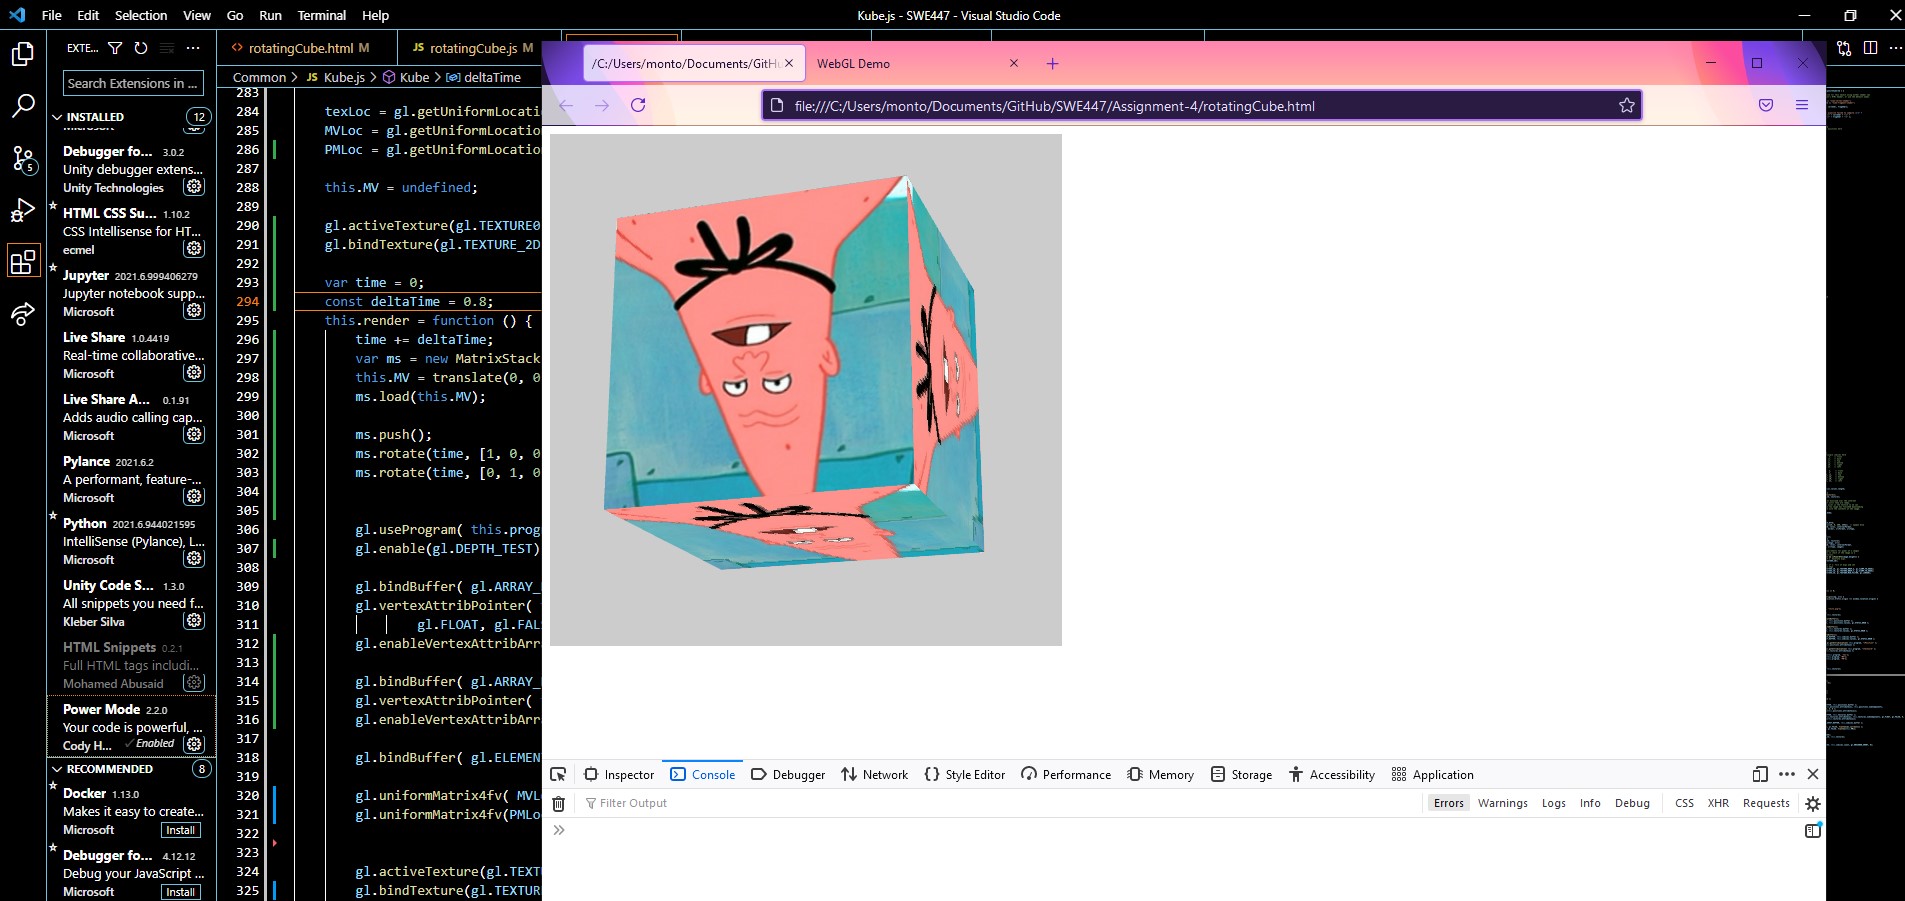 File Edit Selection View Go Run Terminal Help
Kube.js - SWE447 - Visual Studio Code
EXTE...
Search Extensions in ...
INSTALLED 12
Microsoft
Debugger fo... 3.0.2
Unity debugger extens...
Unity Technologies
HTML CSS Su... 1.10.2
CSS Intellisense for HT...
ecmel
Jupyter 2021.6.999406279
Jupyter notebook supp...
Microsoft
Live Share 1.0.4419
Real-time collaborative...
Microsoft
Live Share A... 0.1.91
Adds audio calling cap...
Microsoft
Pylance 2021.6.2
A performant, feature-...
Microsoft
Python 2021.6.944021595
IntelliSense (Pylance), L...
Microsoft
Unity Code S... 1.3.0
All snippets you need f...
Kleber Silva
HTML Snippets 0.2.1
Full HTML tags includi...
Mohamed Abusaid
Power Mode 2.2.0
Your code is powerful, ...
Cody H... ✓ Enabled
RECOMMENDED 8
Docker 1.13.0
Makes it easy to create...
Microsoft Install
Debugger fo... 4.12.12
Debug your JavaScript ...
Microsoft Install
5
<> rotatingCube.html M
JS rotatingCube.js M
Common > JS Kube.js > Kube > deltaTime
283
284 texLoc = gl.getUniformLocati
285 MVLoc = gl.getUniformLocatio
286 PMLoc = gl.getUniformLocatio
287
288 this.MV = undefined;
289
290 gl.activeTexture(gl.TEXTURE0
291 gl.bindTexture(gl.TEXTURE_2D
292
293 var time = 0;
294 const deltaTime = 0.8;
295 this.render = function () {
296 time += deltaTime;
297 var ms = new MatrixStack
298 this.MV = translate(0, 0
299 ms.load(this.MV);
300
301 ms.push();
302 ms.rotate(time, [1, 0, 0
303 ms.rotate(time, [0, 1, 0
304
305
306 gl.useProgram( this.prog
307 gl.enable(gl.DEPTH_TEST)
308
309 gl.bindBuffer( gl.ARRAY_
310 gl.vertexAttribPointer(
311 gl.FLOAT, gl.FAL
312 gl.enableVertexAttribArr
313
314 gl.bindBuffer( gl.ARRAY_
315 gl.vertexAttribPointer(
316 gl.enableVertexAttribArr
317
318 gl.bindBuffer( gl.ELEMEN
319
320 gl.uniformMatrix4fv( MVL
321 gl.uniformMatrix4fv(PMLo
322
323
324 gl.activeTexture(gl.TEXT
325 gl.bindTexture(gl.TEXTUR
/C:/Users/monto/Documents/GitHu
WebGL Demo
file:///C:/Users/monto/Documents/GitHub/SWE447/Assignment-4/rotatingCube.html
Inspector Console Debugger Network Style Editor Performance Memory Storage Accessibility Application
Filter Output
Errors Warnings Logs Info Debug CSS XHR Requests